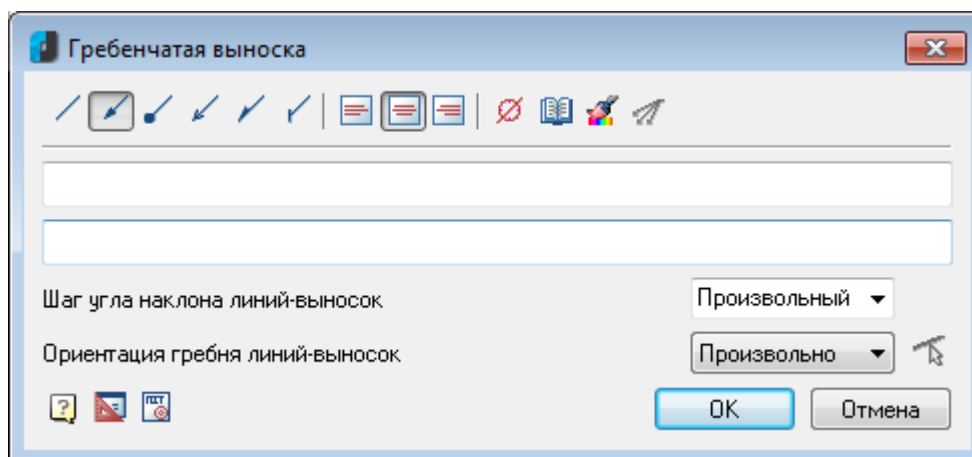 Гребенчатая выноска
Шаг угла наклона линий-выносок Произвольный
Ориентация гребня линий-выносок Произвольно
OK Отмена